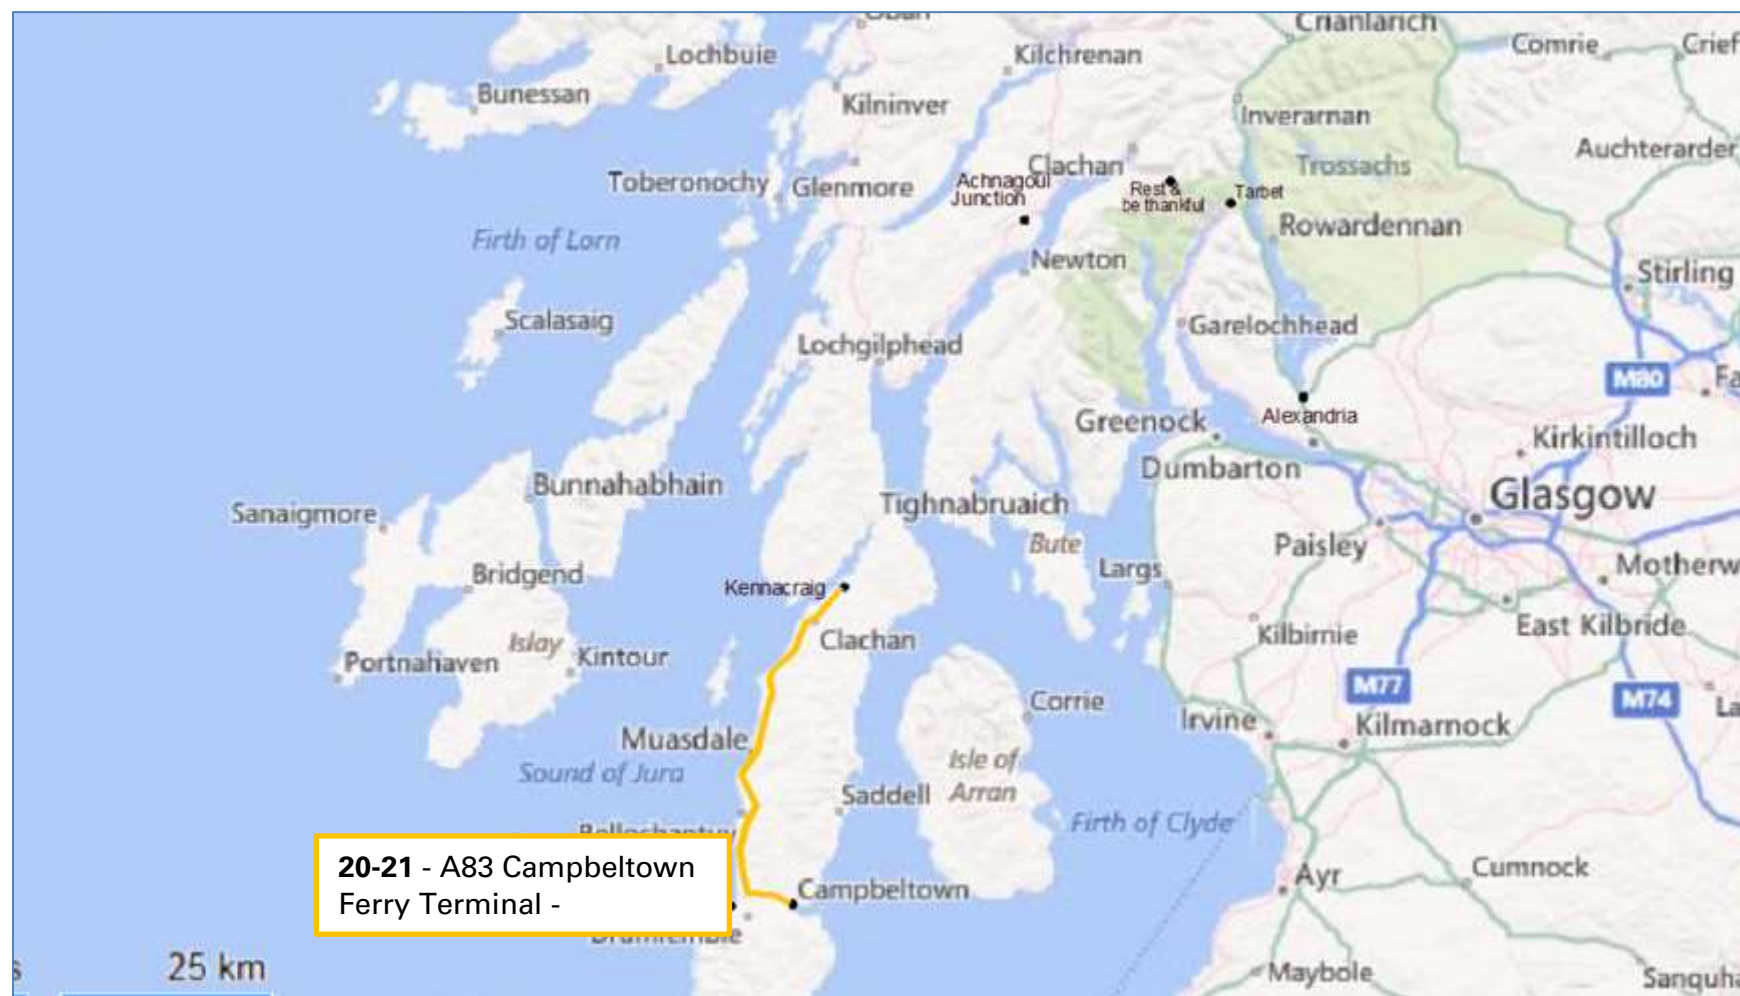 Oban
Crianlarich
Lochbuie
Kilchrenan
Comrie
Bunessan
Kilninver
Inverarnan
Auchterarder
Clachan
Trossachs
Toberonochy
Glenmore
Achnagoul
Junction
Rest &
be thankful
Tarbet
Rowardennan
Firth of Lorn
Newton
Stirling
Scalasaig
Garelochhead
Lochgilphead
M80
Greenock
Alexandria
Kirkintilloch
Dumbarton
Bunnahabhain
Glasgow
Sanaigmore
Tighnabruaich
Bute
Paisley
Bridgend
Largs
Motherw
Kennacraig
Islay
Clachan
Kilbirnie
East Kilbride
Portnahaven
Kintour
M77
M74
Corrie
Irvine
Kilmarnock
Muasdale
Sound of Jura
Isle of
Arran
Saddell
Firth of Clyde
Bellochantuy
20-21 - A83 Campbeltown
Ferry Terminal -
Campbeltown
Ayr
Cumnock
Drumlemble
25 km
Maybole
Sanquha